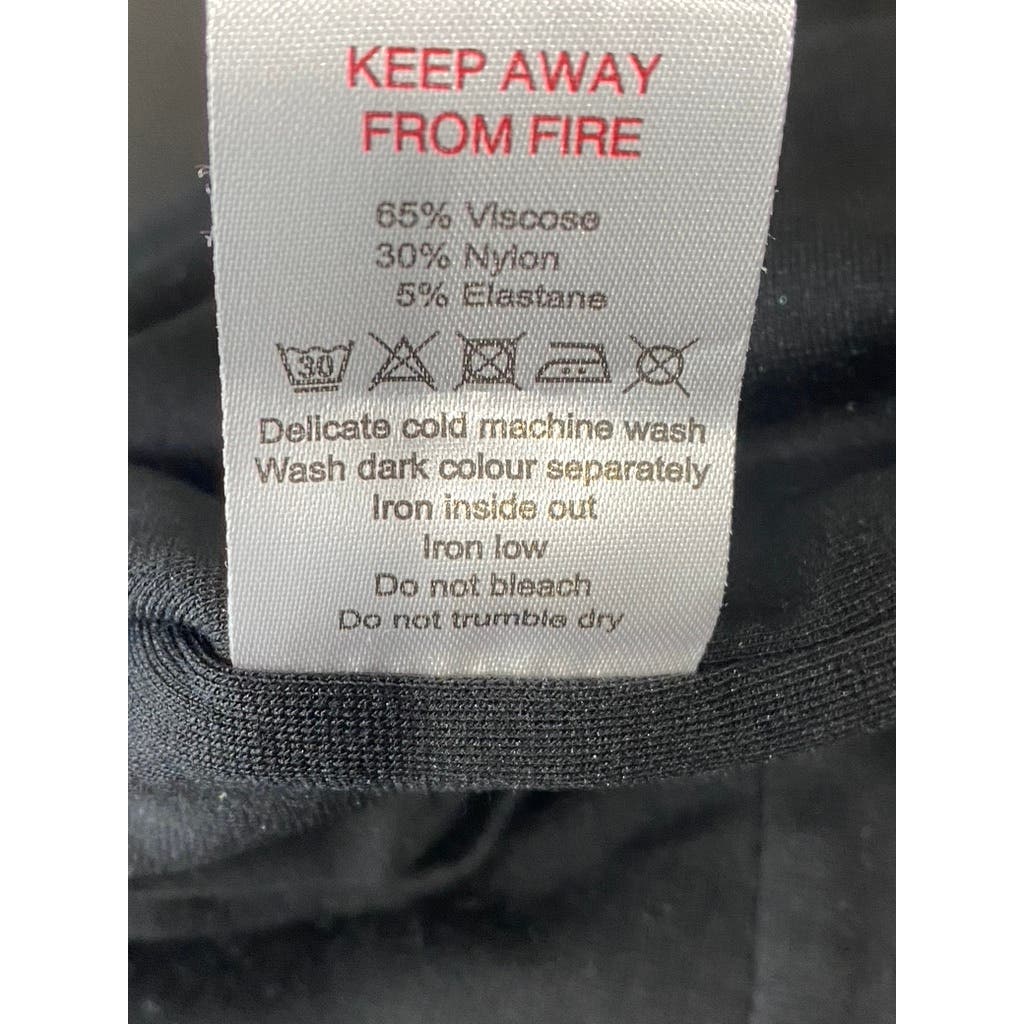 KEEP AWAY
FROM FIRE
65% Viscose
30% Nylon
5% Elastane
30
Delicate cold machine wash
Wash dark colour separately
Iron inside out
Iron low
Do not bleach
Do not trumble dry